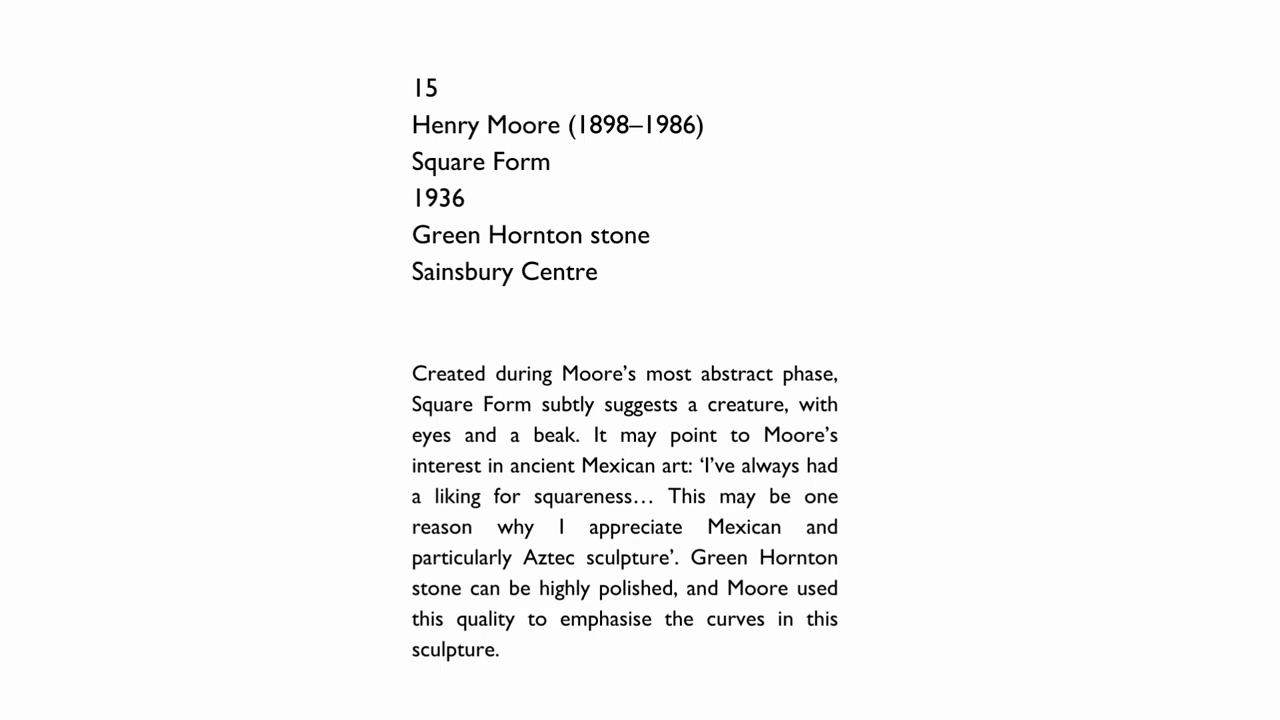 15
Henry Moore (1898–1986)
Square Form
1936
Green Hornton stone
Sainsbury Centre
Created during Moore’s most abstract phase,
Square Form subtly suggests a creature, with
eyes and a beak. It may point to Moore’s
interest in ancient Mexican art: ‘I’ve always had
a liking for squareness… This may be one
reason why I appreciate Mexican and
particularly Aztec sculpture’. Green Hornton
stone can be highly polished, and Moore used
this quality to emphasise the curves in this
sculpture.